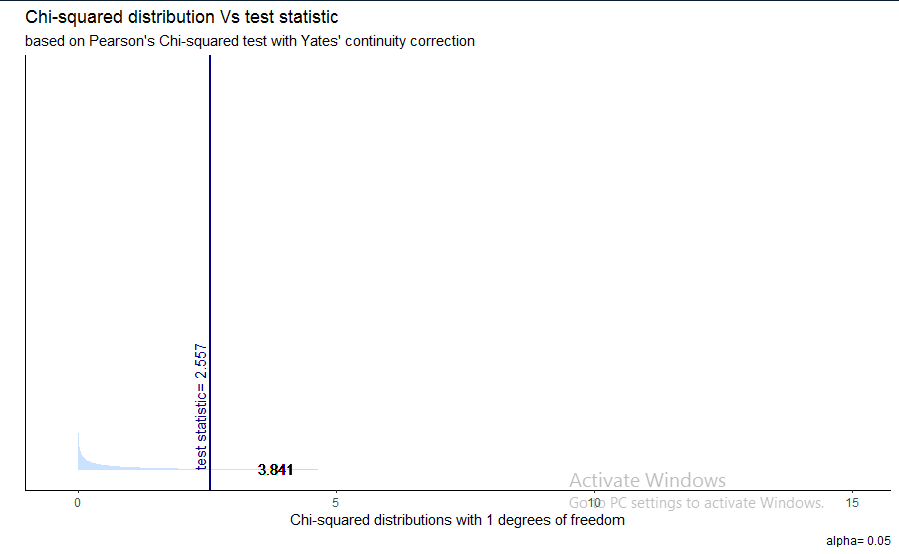 Chi-squared distribution Vs test statistic
based on Pearson's Chi-squared test with Yates' continuity correction
test statistic= 2.557
3.841
Activate Windows
Go to PC settings to activate Windows.
0 5 10 15
Chi-squared distributions with 1 degrees of freedom
alpha= 0.05